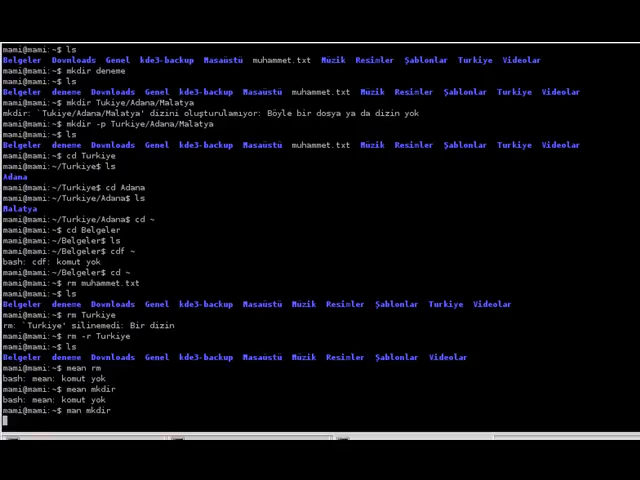 mami@mami:~$ ls
Belgeler deneme Downloads Genel kde3-backup Masaüstü muhammet.txt Müzik Resimler Şablonlar Turkiye Videolar
mami@mami:~$ mkdir deneme
mami@mami:~$ ls
Belgeler deneme Downloads Genel kde3-backup Masaüstü muhammet.txt Müzik Resimler Şablonlar Turkiye Videolar
mami@mami:~$ mkdir Tukiye/Adana/Malatya
mkdir: `Tukiye/Adana/Malatya' dizini oluşturulamıyor: Böyle bir dosya ya da dizin yok
mami@mami:~$ mkdir -p Turkiye/Adana/Malatya
mami@mami:~$ ls
Belgeler deneme Downloads Genel kde3-backup Masaüstü muhammet.txt Müzik Resimler Şablonlar Turkiye Videolar
mami@mami:~$ cd Turkiye
mami@mami:~/Turkiye$ ls
Adana
mami@mami:~/Turkiye$ cd Adana
mami@mami:~/Turkiye/Adana$ ls
Malatya
mami@mami:~/Turkiye/Adana$ cd ~
mami@mami:~$ cd Belgeler
mami@mami:~/Belgeler$ ls
mami@mami:~/Belgeler$ cdf ~
bash: cdf: komut yok
mami@mami:~/Belgeler$ cd ~
mami@mami:~$ rm muhammet.txt
mami@mami:~$ ls
Belgeler deneme Downloads Genel kde3-backup Masaüstü Müzik Resimler Şablonlar Turkiye Videolar
mami@mami:~$ rm Turkiye
rm: `Turkiye' silinemedi: Bir dizin
mami@mami:~$ rm -r Turkiye
mami@mami:~$ ls
Belgeler deneme Downloads Genel kde3-backup Masaüstü Müzik Resimler Şablonlar Videolar
mami@mami:~$ mean rm
bash: mean: komut yok
mami@mami:~$ mean mkdir
bash: mean: komut yok
mami@mami:~$ man mkdir